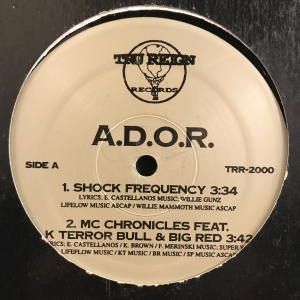 TRU REIGN
RECORDS
A.D.O.R.
SIDE A
TRR-2000
1. SHOCK FREQUENCY 3:34
LYRICS; E. CASTELLANOS MUSIC; WILLIE GUNZ
LIFELOW MUSIC ASCAP / WILLIE MAMMOTH MUSIC ASCAP
2. MC CHRONICLES FEAT.
K TERROR BULL & BIG RED 3:42
LYRICS; E. CASTELLANOS / K. BROWN / F. MERINSKI MUSIC; SUPER
LIFEFLOW MUSIC / KT MUSIC / BR MUSIC / SP MUSIC ASCAP